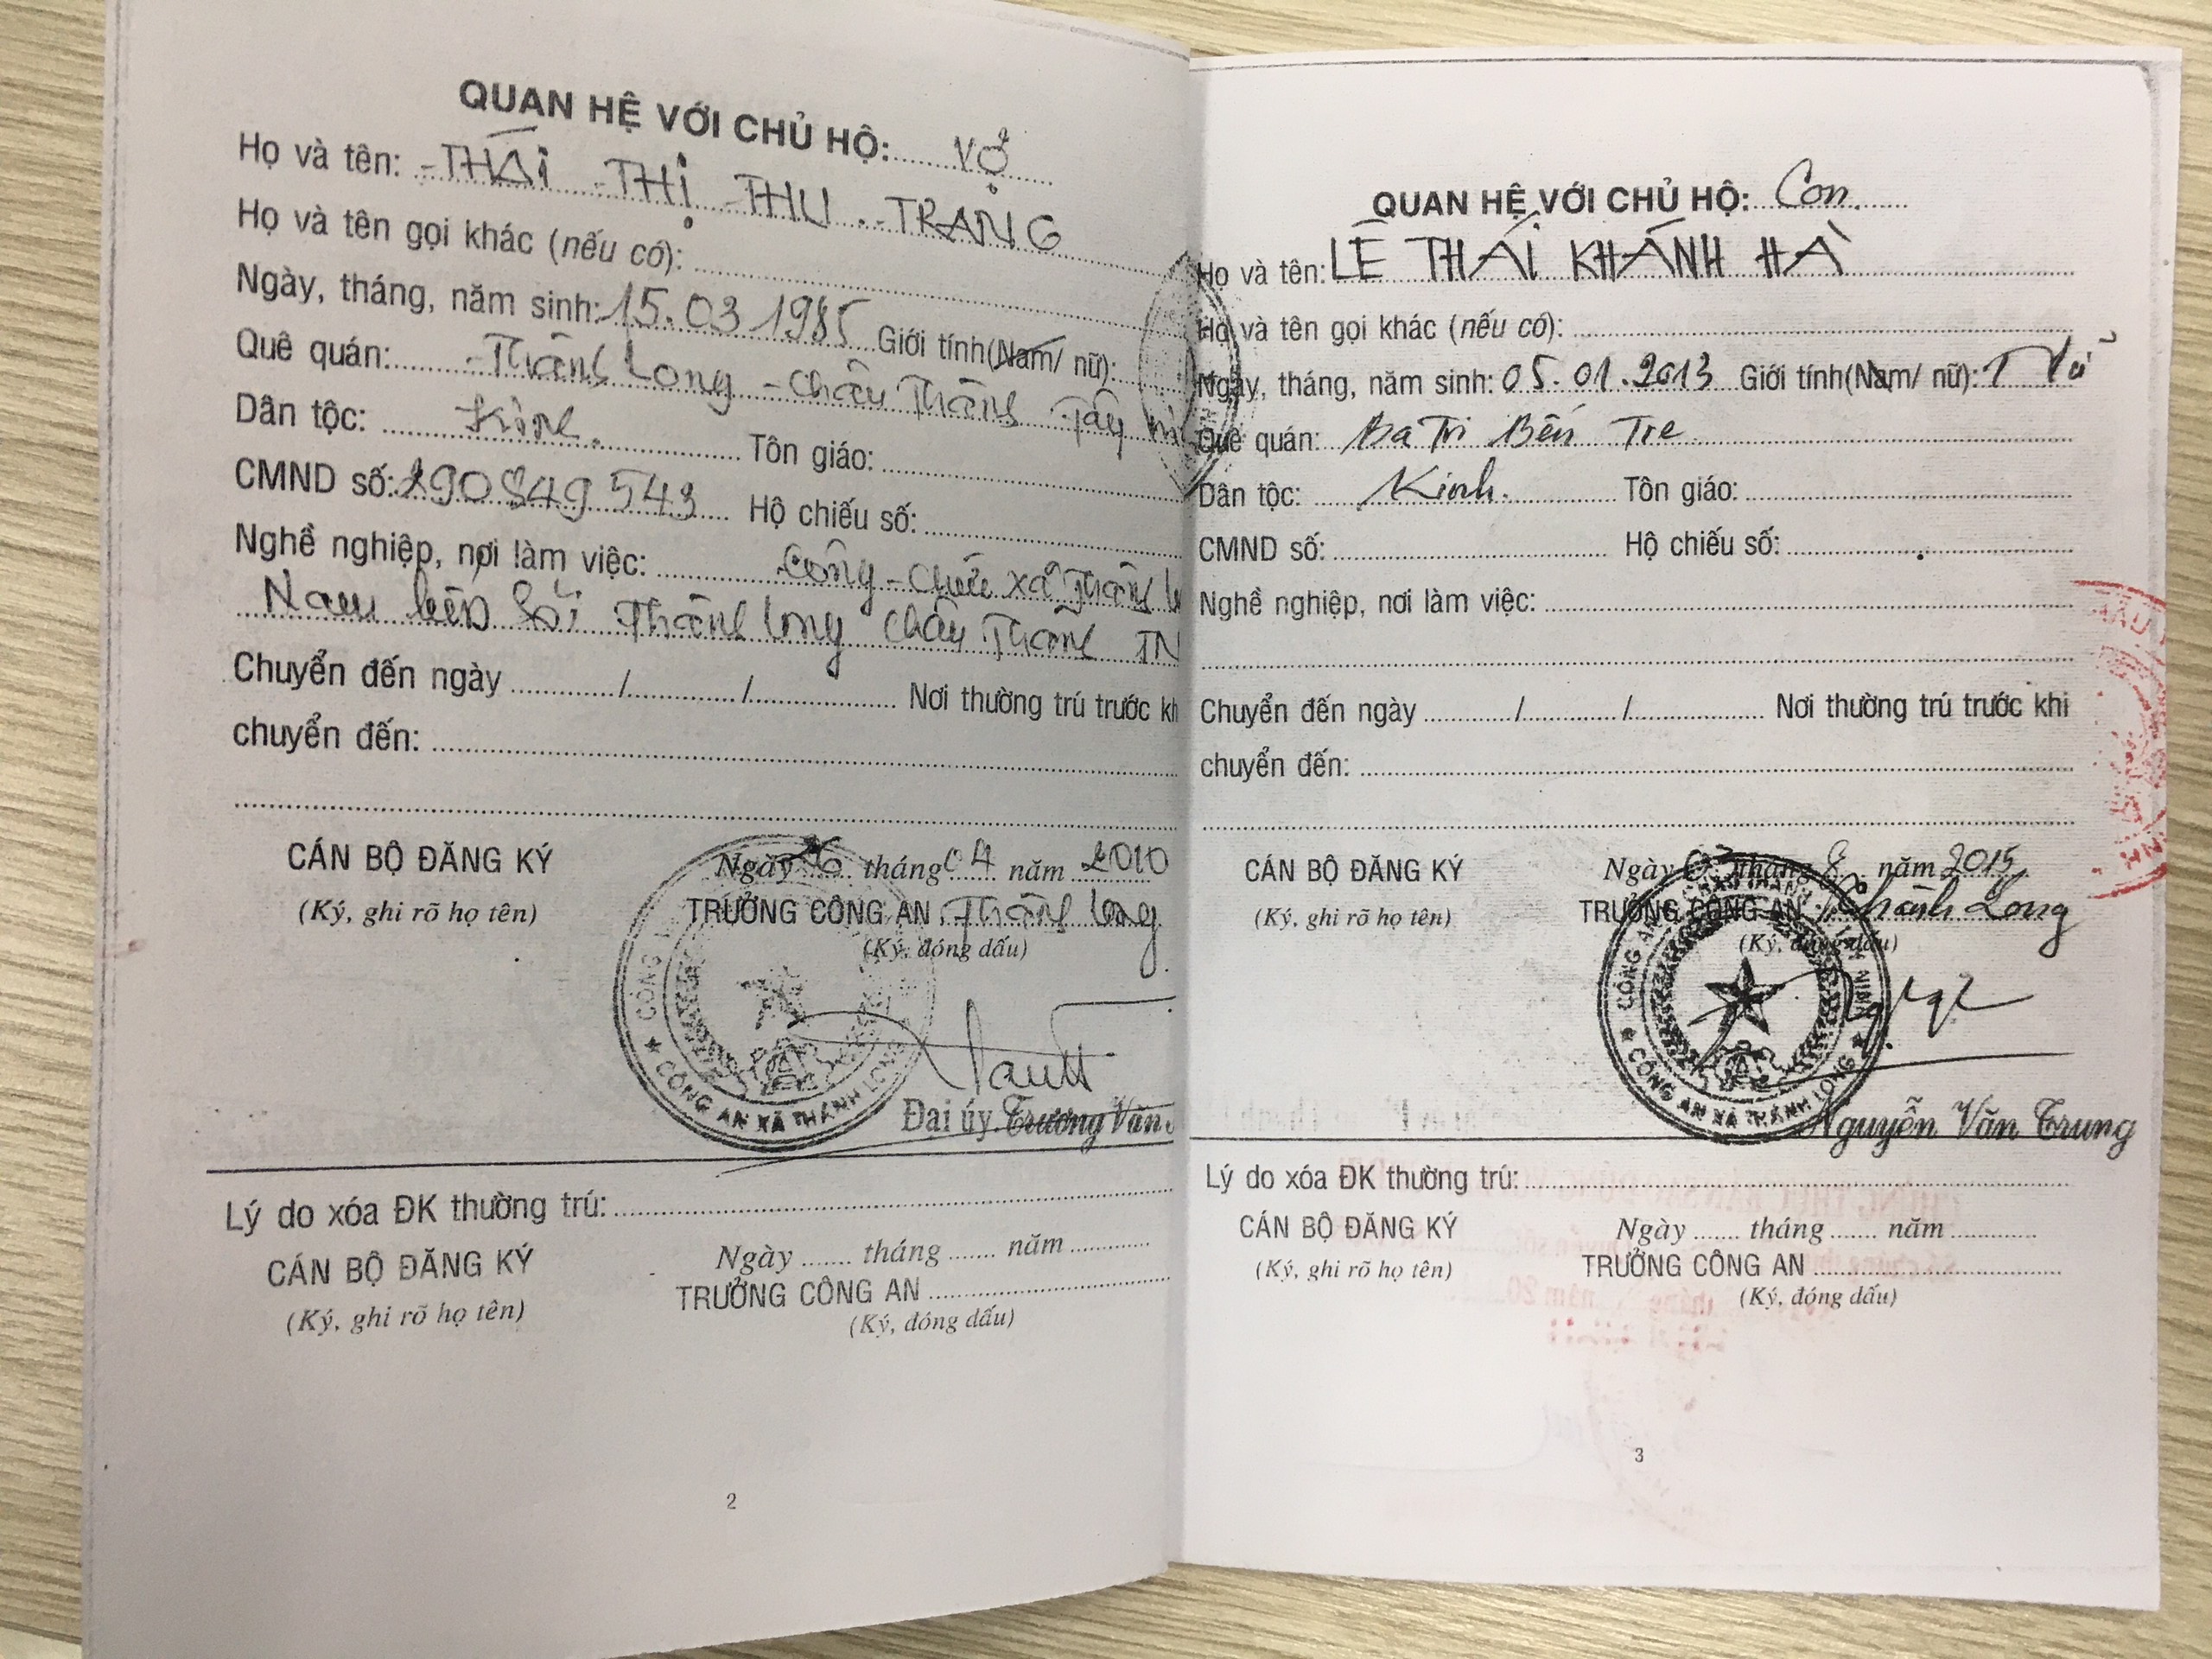 QUAN HỆ VỚI CHỦ HỘ: Vợ
Họ và tên: THÁI THỊ THU TRANG
Họ và tên gọi khác (nếu có):
Ngày, tháng, năm sinh: 15.03 1985 Giới tính(Nam/ nữ):
Quê quán: Thành Long - Châu Thành Tây
Dân tộc: Kinh. Tôn giáo:
CMND số: 290849543 Hộ chiếu số:
Nghề nghiệp, nơi làm việc: Công - chức xã Thành
Nam bến Sỏi Thành Long Châu Thành TN
Chuyển đến ngày / / Nơi thường trú trước kh
chuyển đến:
CÁN BỘ ĐĂNG KÝ
(Ký, ghi rõ họ tên)
Ngày tháng 04 năm 2010
TRƯỞNG CÔNG AN Thành Long
(Ký, đóng dấu)
CÔNG AN XÃ THÀNH LONG
Đại úy. Trương Văn
Lý do xóa ĐK thường trú:
CÁN BỘ ĐĂNG KÝ
(Ký, ghi rõ họ tên)
Ngày ....... tháng ....... năm
TRƯỞNG CÔNG AN
(Ký, đóng dấu)
2
QUAN HỆ VỚI CHỦ HỘ: Con.
Họ và tên: LÊ THÁI KHÁNH HÀ
Họ và tên gọi khác (nếu có):
Ngày, tháng, năm sinh: 05.01.2013 Giới tính(Nam/ nữ): Nữ
Quê quán: Ba Tri Bến Tre
Dân tộc: Kinh. Tôn giáo:
CMND số: Hộ chiếu số:
Nghề nghiệp, nơi làm việc:
Chuyển đến ngày / / Nơi thường trú trước khi
chuyển đến:
CÁN BỘ ĐĂNG KÝ
(Ký, ghi rõ họ tên)
Ngày 03 tháng 8 năm 2015
TRƯỞNG CÔNG AN Thành Long
(Ký, đóng dấu)
CÔNG AN XÃ THÀNH LONG
Nguyễn Văn Trung
Lý do xóa ĐK thường trú:
CÁN BỘ ĐĂNG KÝ
(Ký, ghi rõ họ tên)
Ngày ....... tháng ....... năm
TRƯỞNG CÔNG AN
(Ký, đóng dấu)
3